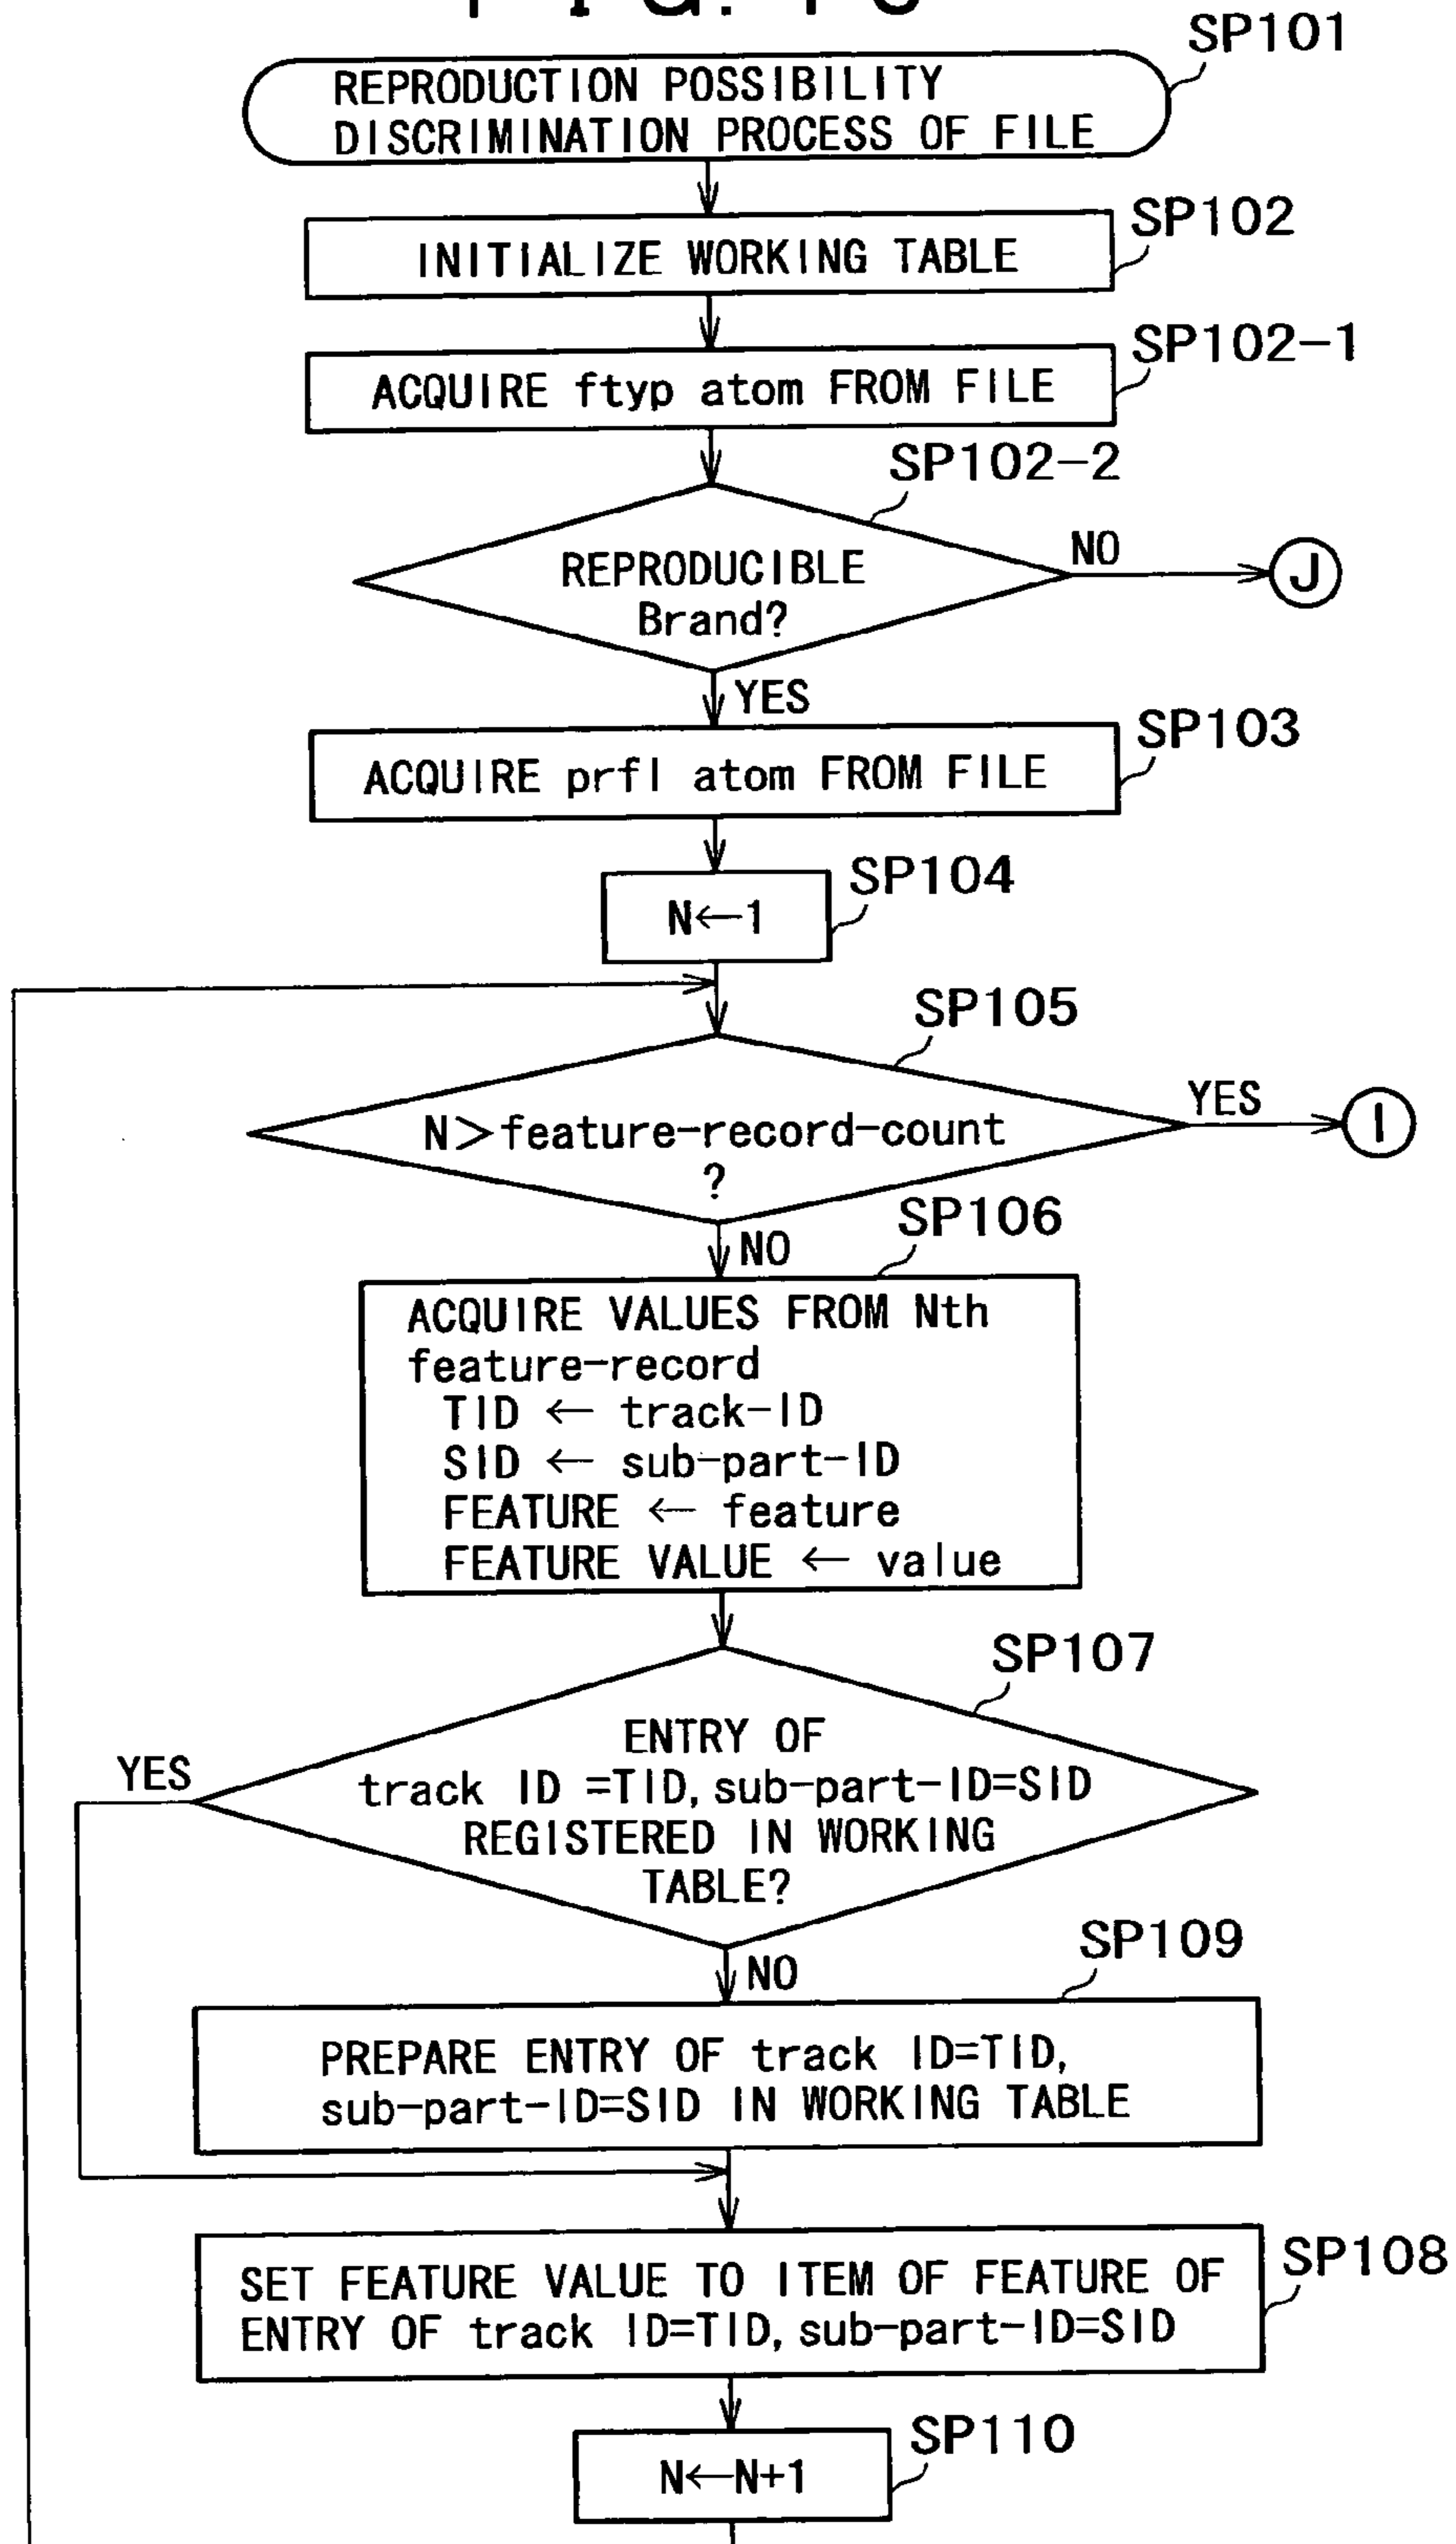 SP101
REPRODUCTION POSSIBILITY
DISCRIMINATION PROCESS OF FILE
SP102
INITIALIZE WORKING TABLE
SP102-1
ACQUIRE ftyp atom FROM FILE
SP102-2
REPRODUCIBLE
Brand?
NO
J
YES
SP103
ACQUIRE prfl atom FROM FILE
SP104
N←1
SP105
N>feature-record-count
?
YES
I
NO
SP106
ACQUIRE VALUES FROM Nth
feature-record
TID ← track-ID
SID ← sub-part-ID
FEATURE ← feature
FEATURE VALUE ← value
SP107
ENTRY OF
track ID =TID, sub-part-ID=SID
REGISTERED IN WORKING
TABLE?
YES
NO
SP109
PREPARE ENTRY OF track ID=TID,
sub-part-ID=SID IN WORKING TABLE
SP108
SET FEATURE VALUE TO ITEM OF FEATURE OF
ENTRY OF track ID=TID, sub-part-ID=SID
SP110
N←N+1